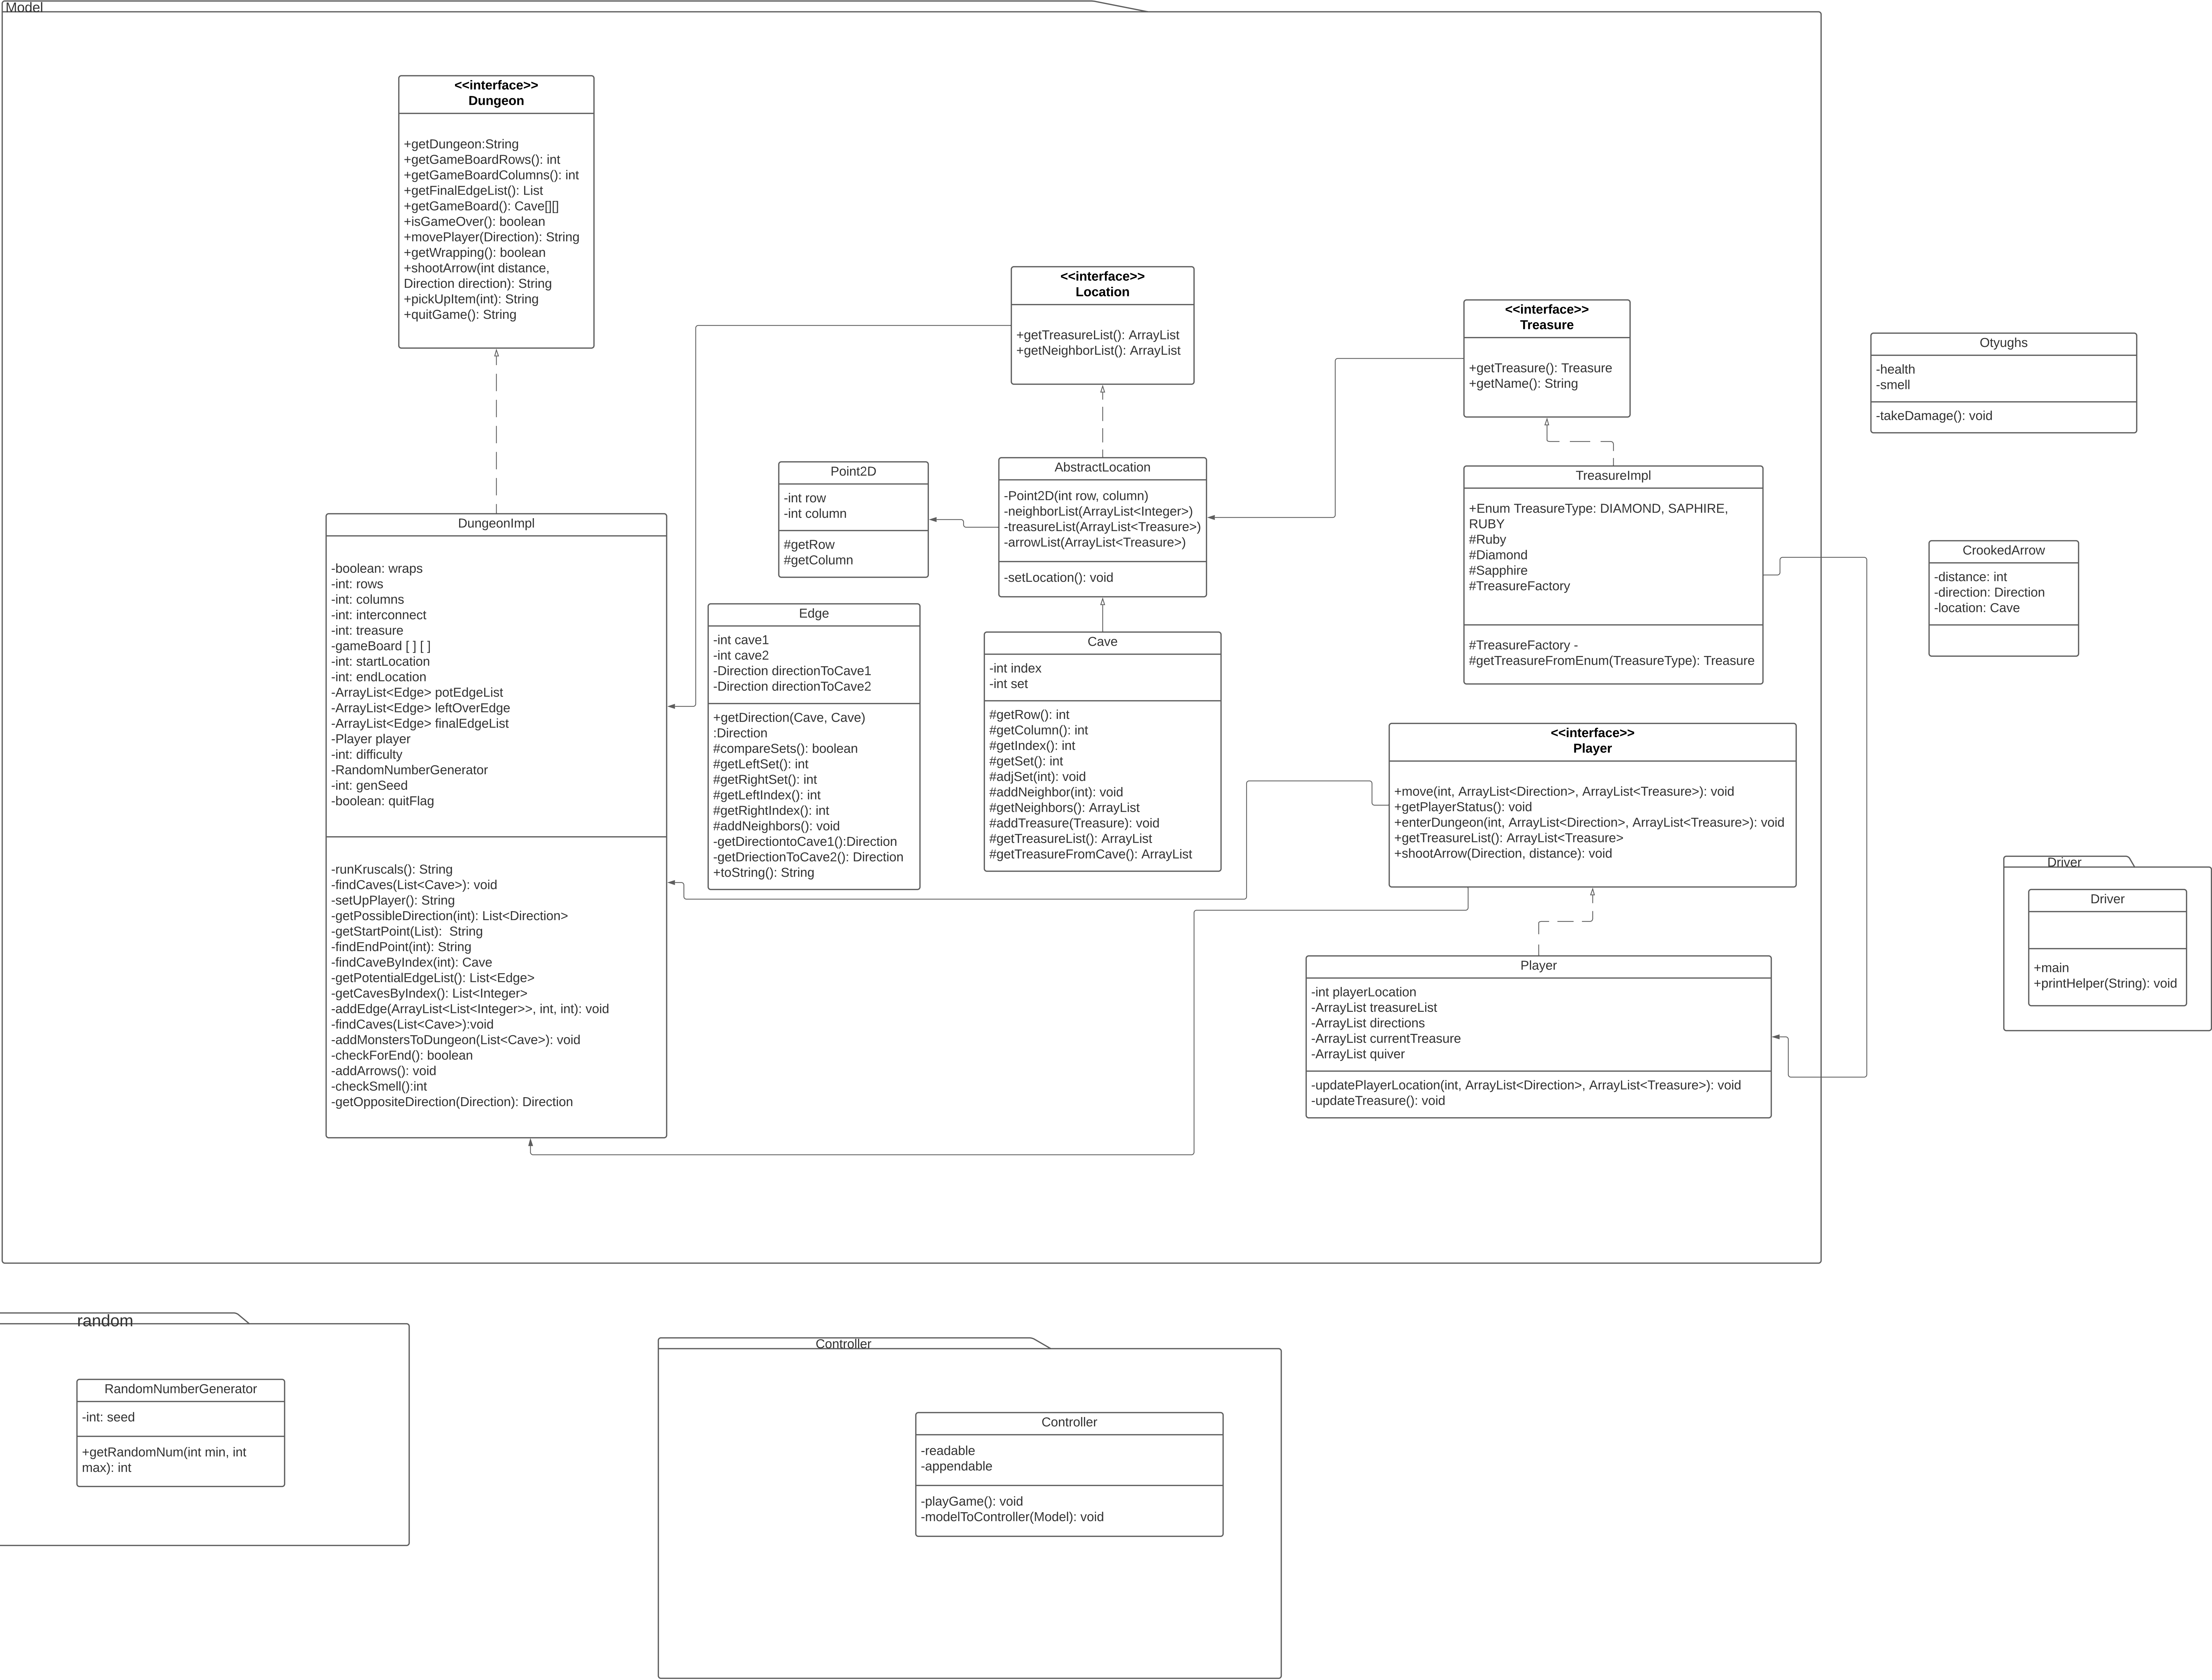 Model
<<interface>>
Dungeon
+getDungeon:String
+getGameBoardRows(): int
+getGameBoardColumns(): int
+getFinalEdgeList(): List
+getGameBoard(): Cave[][]
+isGameOver(): boolean
+movePlayer(Direction): String
+getWrapping(): boolean
+shootArrow(int distance,
Direction direction): String
+pickUpItem(int): String
+quitGame(): String
<<interface>>
Location
+getTreasureList(): ArrayList
+getNeighborList(): ArrayList
<<interface>>
Treasure
+getTreasure(): Treasure
+getName(): String
Otyughs
-health
-smell
-takeDamage(): void
Point2D
-int row
-int column
#getRow
#getColumn
AbstractLocation
-Point2D(int row, column)
-neighborList(ArrayList<Integer>)
-treasureList(ArrayList<Treasure>)
-arrowList(ArrayList<Treasure>)
-setLocation(): void
TreasureImpl
+Enum TreasureType: DIAMOND, SAPHIRE,
RUBY
#Ruby
#Diamond
#Sapphire
#TreasureFactory
#TreasureFactory -
#getTreasureFromEnum(TreasureType): Treasure
CrookedArrow
-distance: int
-direction: Direction
-location: Cave
DungeonImpl
-boolean: wraps
-int: rows
-int: columns
-int: interconnect
-int: treasure
-gameBoard [ ] [ ]
-int: startLocation
-int: endLocation
-ArrayList<Edge> potEdgeList
-ArrayList<Edge> leftOverEdge
-ArrayList<Edge> finalEdgeList
-Player player
-int: difficulty
-RandomNumberGenerator
-int: genSeed
-boolean: quitFlag
-runKruscals(): String
-findCaves(List<Cave>): void
-setUpPlayer(): String
-getPossibleDirection(int): List<Direction>
-getStartPoint(List):  String
-findEndPoint(int): String
-findCaveByIndex(int): Cave
-getPotentialEdgeList(): List<Edge>
-getCavesByIndex(): List<Integer>
-addEdge(ArrayList<List<Integer>>, int, int): void
-findCaves(List<Cave>):void
-addMonstersToDungeon(List<Cave>): void
-checkForEnd(): boolean
-addArrows(): void
-checkSmell():int
-getOppositeDirection(Direction): Direction
Edge
-int cave1
-int cave2
-Direction directionToCave1
-Direction directionToCave2
+getDirection(Cave, Cave)
:Direction
#compareSets(): boolean
#getLeftSet(): int
#getRightSet(): int
#getLeftIndex(): int
#getRightIndex(): int
#addNeighbors(): void
-getDirectiontoCave1():Direction
-getDriectionToCave2(): Direction
+toString(): String
Cave
-int index
-int set
#getRow(): int
#getColumn(): int
#getIndex(): int
#getSet(): int
#adjSet(int): void
#addNeighbor(int): void
#getNeighbors(): ArrayList
#addTreasure(Treasure): void
#getTreasureList(): ArrayList
#getTreasureFromCave(): ArrayList
<<interface>>
Player
+move(int, ArrayList<Direction>, ArrayList<Treasure>): void
+getPlayerStatus(): void
+enterDungeon(int, ArrayList<Direction>, ArrayList<Treasure>): void
+getTreasureList(): ArrayList<Treasure>
+shootArrow(Direction, distance): void
Player
-int playerLocation
-ArrayList treasureList
-ArrayList directions
-ArrayList currentTreasure
-ArrayList quiver
-updatePlayerLocation(int, ArrayList<Direction>, ArrayList<Treasure>): void
-updateTreasure(): void
Driver
Driver
+main
+printHelper(String): void
random
RandomNumberGenerator
-int: seed
+getRandomNum(int min, int
max): int
Controller
Controller
-readable
-appendable
-playGame(): void
-modelToController(Model): void